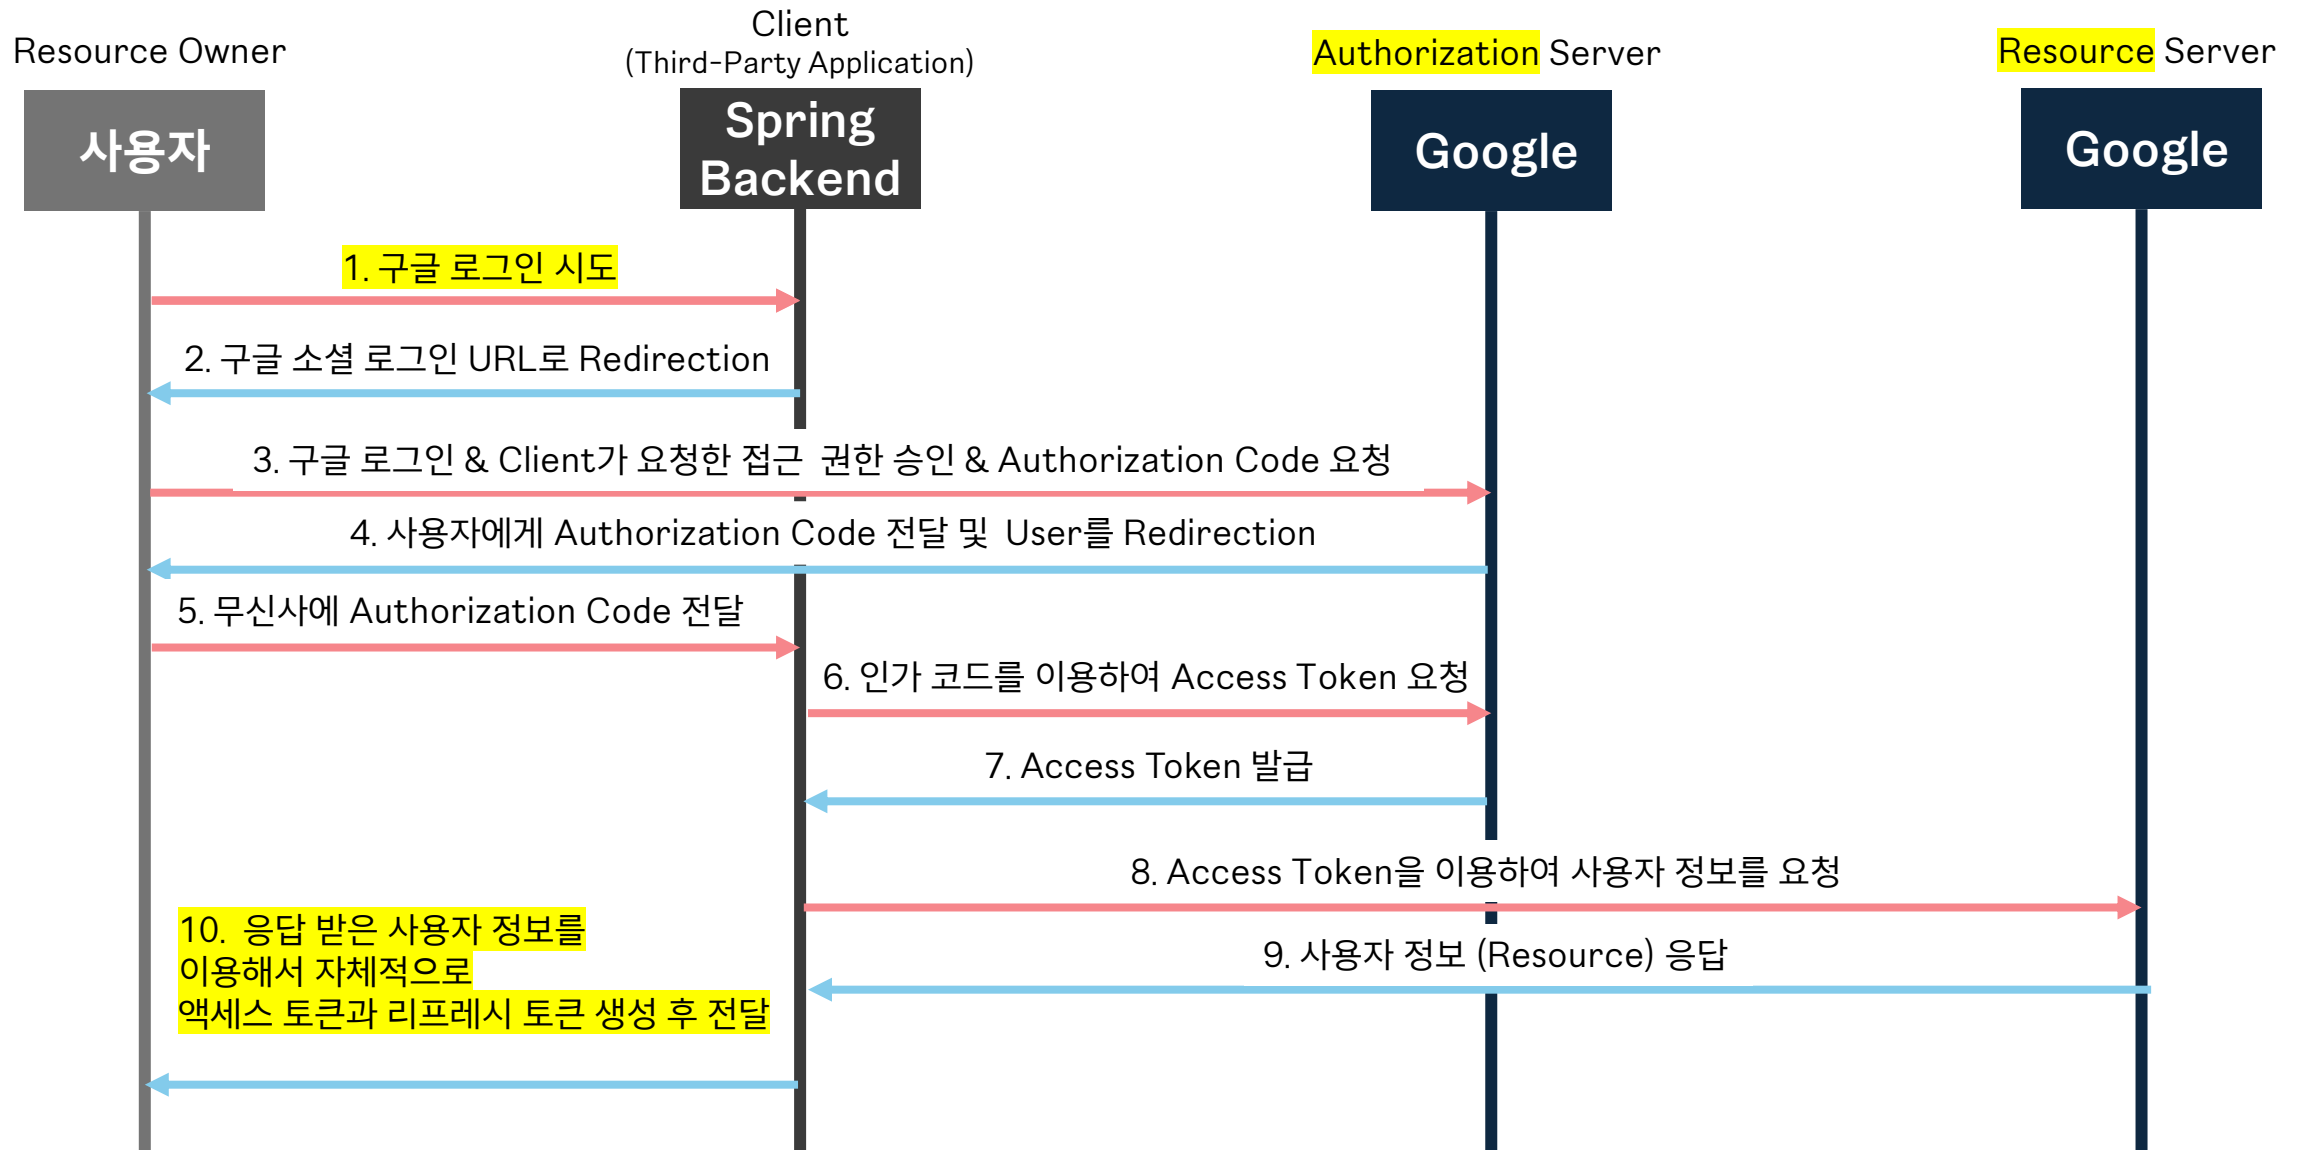 Resource Owner
Client
(Third-Party Application)
Authorization Server
Resource Server
사용자
Spring
Backend
Google
Google
1. 구글 로그인 시도
2. 구글 소셜 로그인 URL로 Redirection
3. 구글 로그인 & Client가 요청한 접근  권한 승인 & Authorization Code 요청
4. 사용자에게 Authorization Code 전달 및  User를 Redirection
5. 무신사에 Authorization Code 전달
6. 인가 코드를 이용하여 Access Token 요청
7. Access Token 발급
8. Access Token을 이용하여 사용자 정보를 요청
9. 사용자 정보 (Resource) 응답
10.  응답 받은 사용자 정보를
이용해서 자체적으로
액세스 토큰과 리프레시 토큰 생성 후 전달